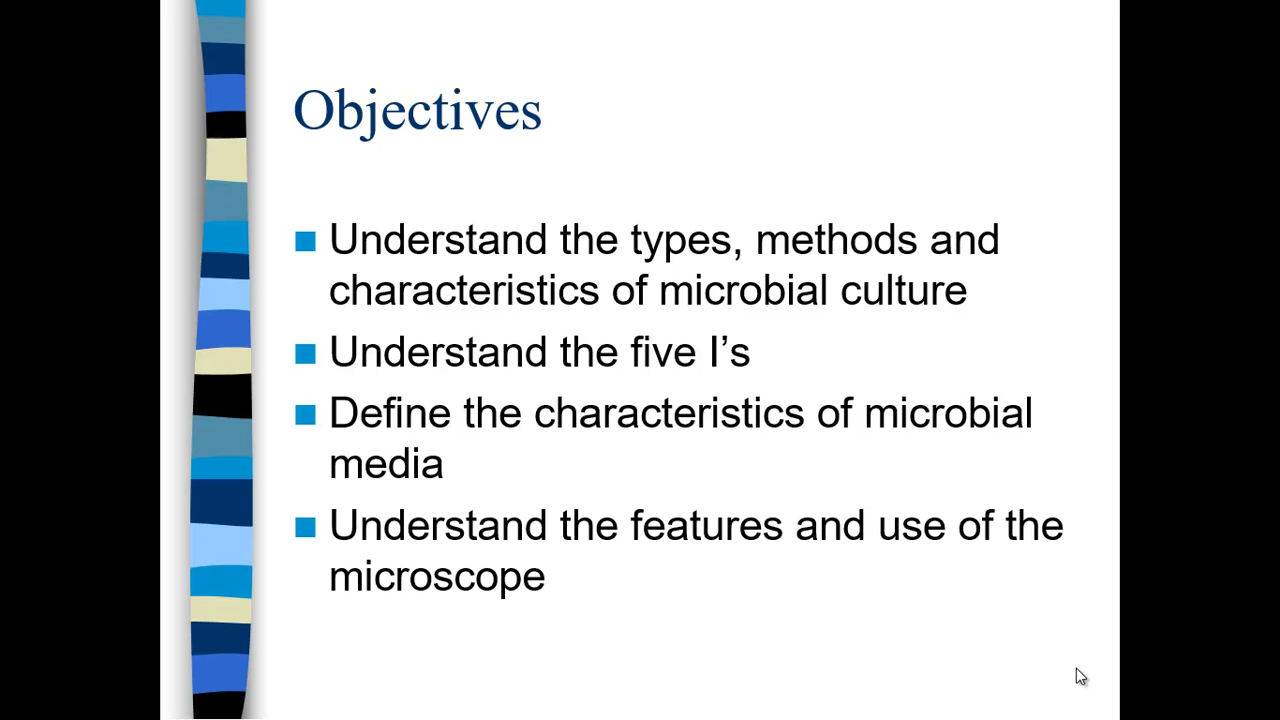 Objectives
Understand the types, methods and
characteristics of microbial culture
Understand the five I’s
Define the characteristics of microbial
media
Understand the features and use of the
microscope